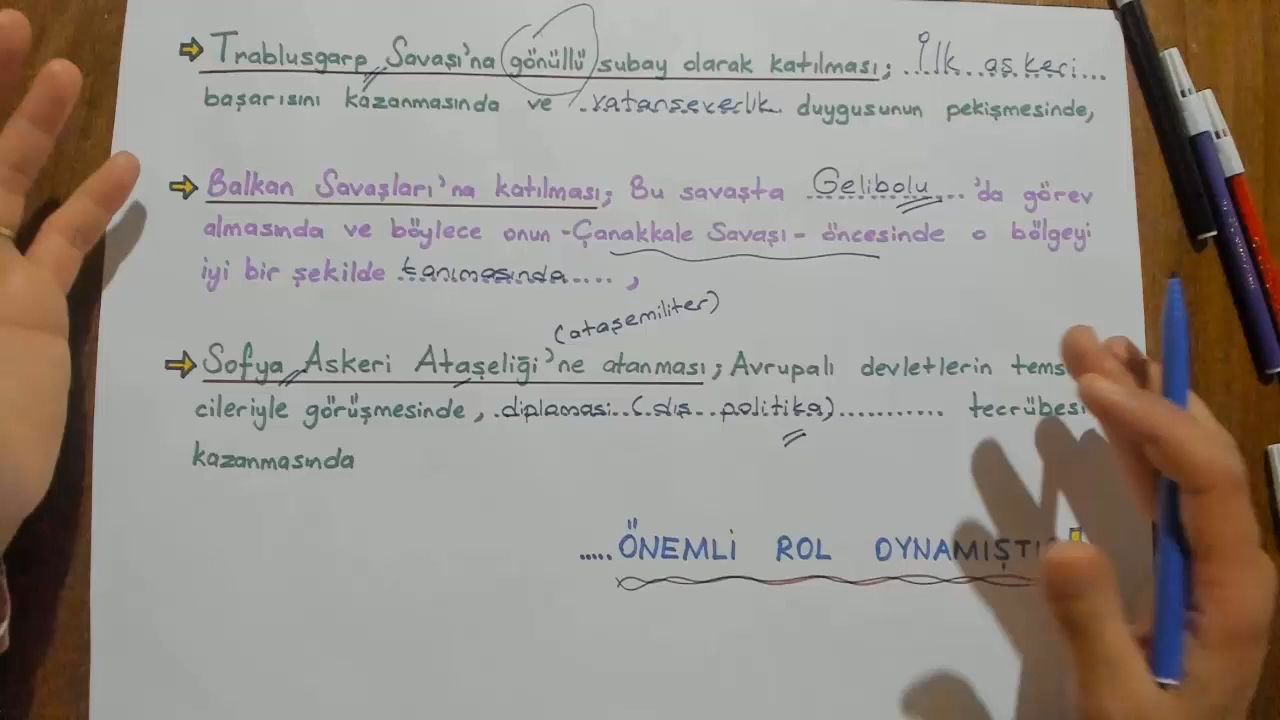 Trablusgarp Savaşı'na gönüllü subay olarak katılması; .İlk..askeri...
başarısını kazanmasında ve ..vatanseverlik. duygusunun pekişmesinde,
Balkan Savaşları'na katılması; Bu savaşta ..Gelibolu....'da görev
almasında ve böylece onun -Çanakkale Savaşı- öncesinde o bölgeyi
iyi bir şekilde .tanımasında....,
(ataşemiliter)
Sofya Askeri Ataşeliği'ne atanması; Avrupalı devletlerin tems
cileriyle görüşmesinde, .diplamasi..(.dış..politika)........... tecrübesi
kazanmasında
.....ÖNEMLİ ROL OYNAMIŞTI